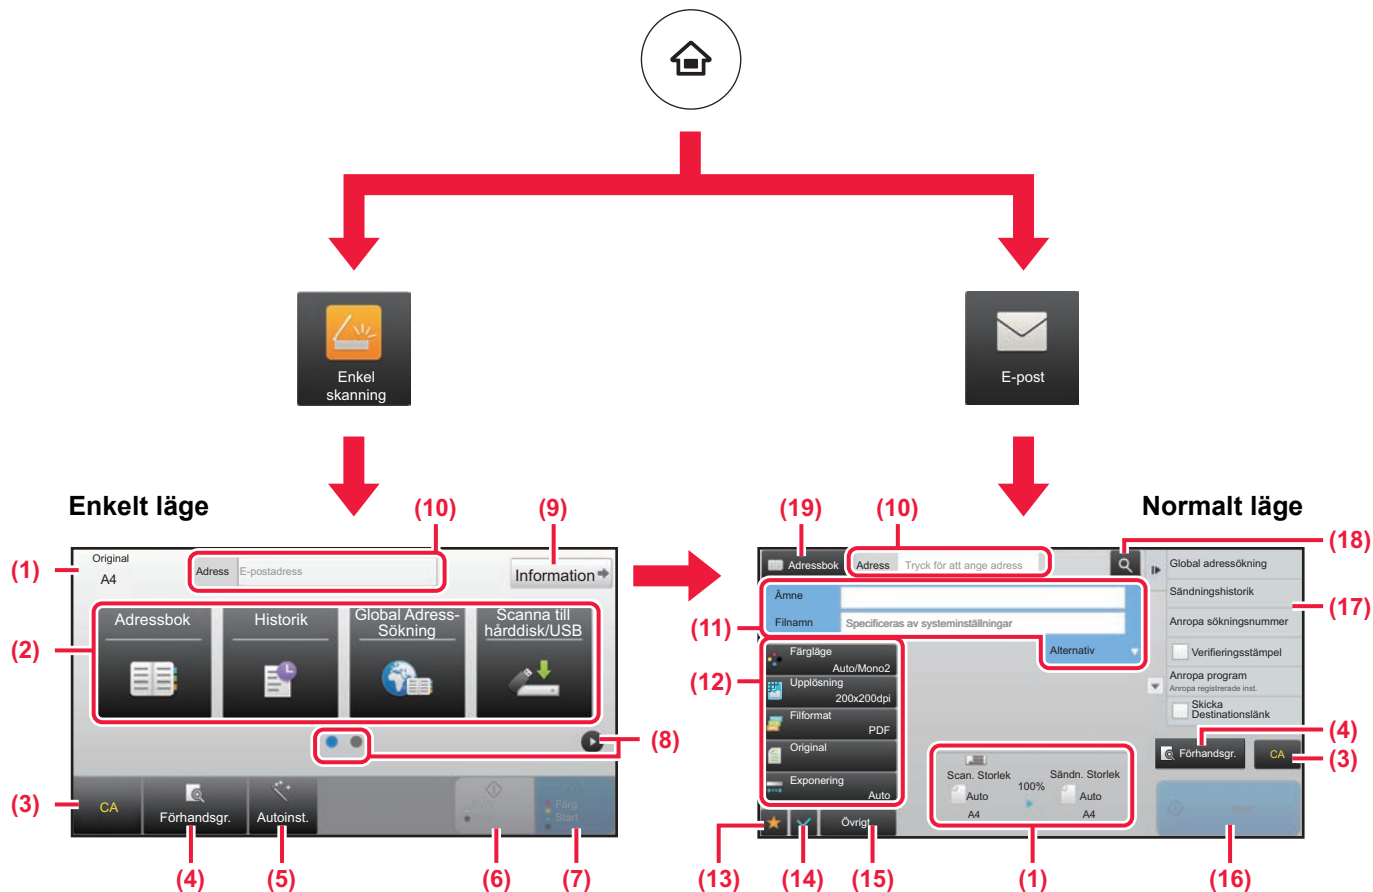 Enkel
skanning
E-post
Enkelt läge
(10)
(9)
(19)
(10)
Normalt läge
(18)
(1)
Original
A4
Adress
E-postadress
Information
Adressbok
Adress
Tryck för att ange adress
Global adressökning
Sändningshistorik
(17)
Anropa sökningsnummer
Verifieringsstämpel
Anropa program
Anropa registrerade inst.
Skicka
Destinationslänk
(2)
Adressbok
Historik
Global Adress-
Sökning
Scanna till
hårddisk/USB
(11)
Ämne
Filnamn
Specificeras av systeminställningar
Alternativ
(12)
Färgläge
Auto/Mono2
Upplösning
200x200dpi
Filformat
PDF
Original
Exponering
Auto
(8)
(4)
Förhandsgr.
CA
(3)
Scan. Storlek
Auto
A4
100%
Sändn. Storlek
Auto
A4
(3)
CA
Förhandsgr.
Autoinst.
S/V
Färg
Start
Övrigt
Start
(4)
(5)
(6)
(7)
(13)
(14)
(15)
(1)
(16)